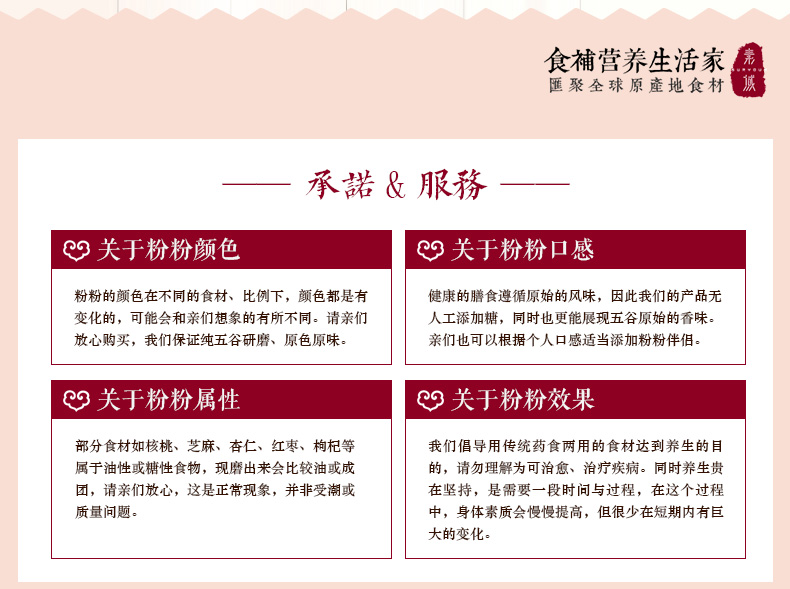 食補营养生活家
匯聚全球原產地食材
素
诚
承諾 & 服務
关于粉粉颜色
粉粉的颜色在不同的食材、比例下，颜色都是有
变化的，可能会和亲们想象的有所不同。请亲们
放心购买，我们保证纯五谷研磨、原色原味。
关于粉粉口感
健康的膳食遵循原始的风味，因此我们的产品无
人工添加糖，同时也更能展现五谷原始的香味。
亲们也可以根据个人口感适当添加粉粉伴侣。
关于粉粉属性
部分食材如核桃、芝麻、杏仁、红枣、枸杞等
属于油性或糖性食物，现磨出来会比较油或成
团，请亲们放心，这是正常现象，并非受潮或
质量问题。
关于粉粉效果
我们倡导用传统药食两用的食材达到养生的目
的，请勿理解为可治愈、治疗疾病。同时养生贵
在坚持，是需要一段时间与过程，在这个过程
中，身体素质会慢慢提高，但很少在短期内有巨
大的变化。